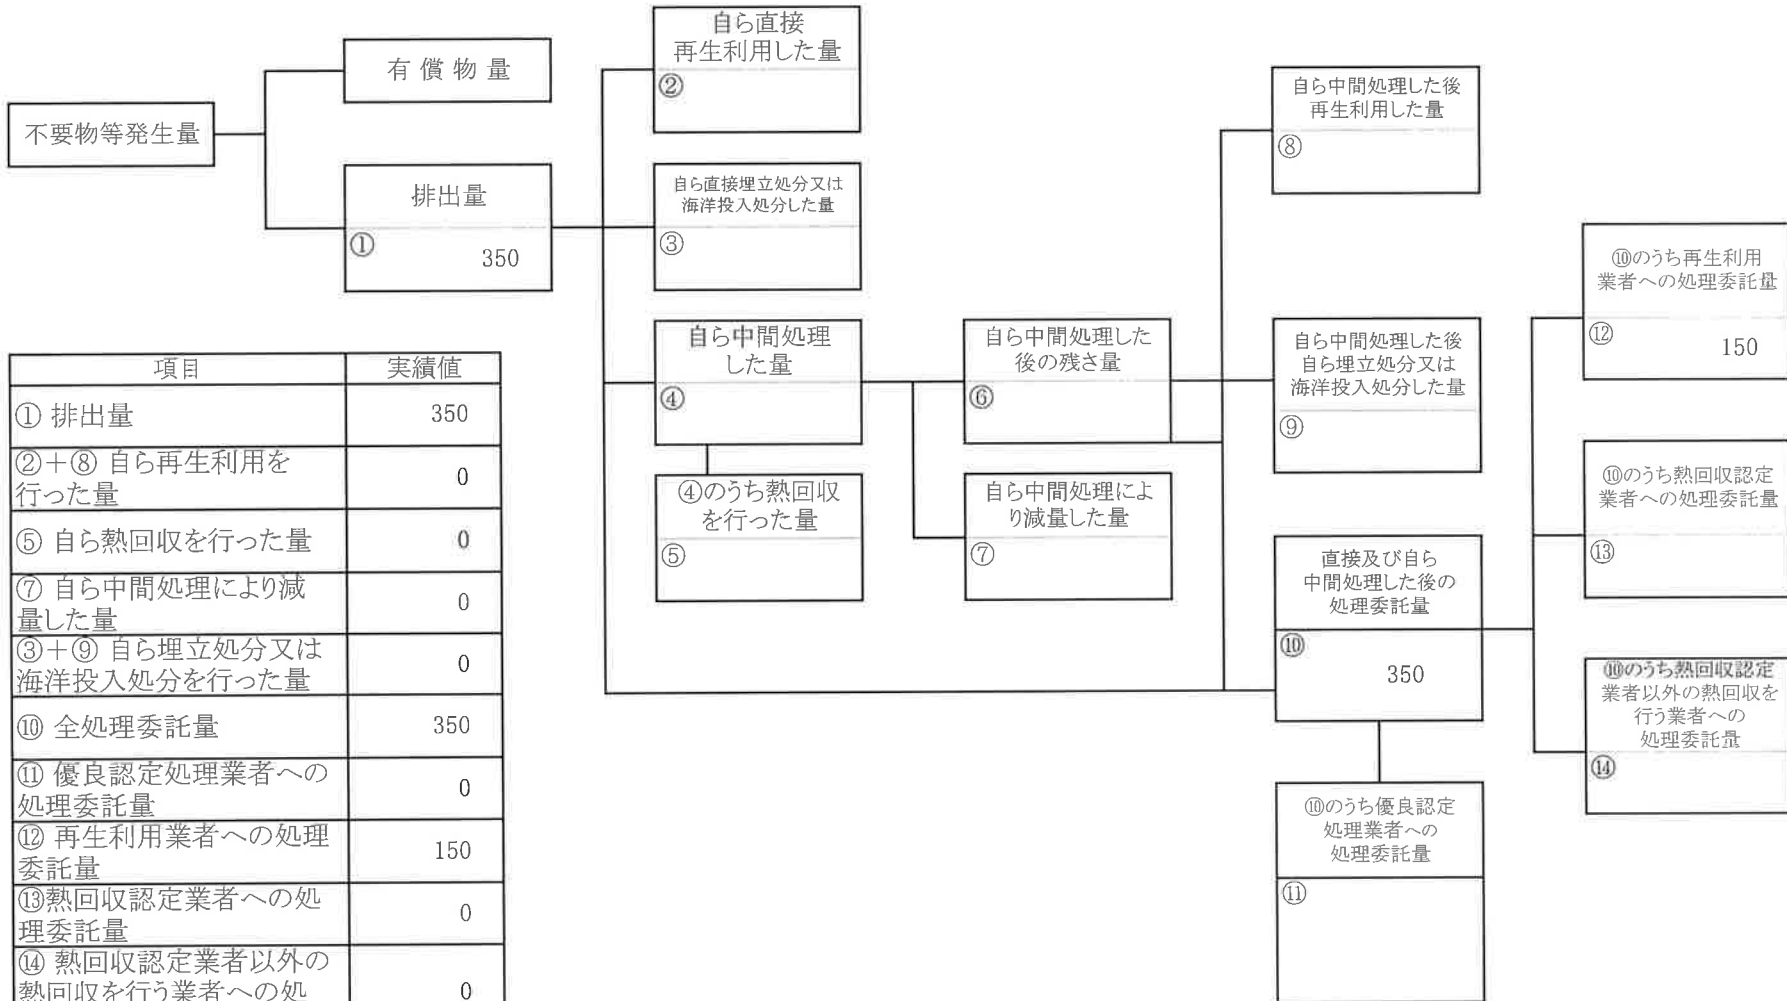 不要物等発生量
有償物量
排出量
①
350
自ら直接
再生利用した量
②
自ら直接埋立処分又は
海洋投入処分した量
③
自ら中間処理
した量
④
④のうち熱回収
を行った量
⑤
自ら中間処理した
後の残さ量
⑥
自ら中間処理によ
り減量した量
⑦
自ら中間処理した後
再生利用した量
⑧
自ら中間処理した後
自ら埋立処分又は
海洋投入処分した量
⑨
直接及び自ら
中間処理した後の
処理委託量
⑩
350
⑩のうち優良認定
処理業者への
処理委託量
⑪
⑩のうち再生利用
業者への処理委託量
⑫
150
⑩のうち熱回収認定
業者への処理委託量
⑬
⑩のうち熱回収認定
業者以外の熱回収を
行う業者への
処理委託量
⑭
項目 実績値
① 排出量 350
②+⑧ 自ら再生利用を
行った量 0
⑤ 自ら熱回収を行った量 0
⑦ 自ら中間処理により減
量した量 0
③+⑨ 自ら埋立処分又は
海洋投入処分を行った量 0
⑩ 全処理委託量 350
⑪ 優良認定処理業者への
処理委託量 0
⑫ 再生利用業者への処理
委託量 150
⑬熱回収認定業者への処
理委託量 0
⑭ 熱回収認定業者以外の
熱回収を行う業者への処 0